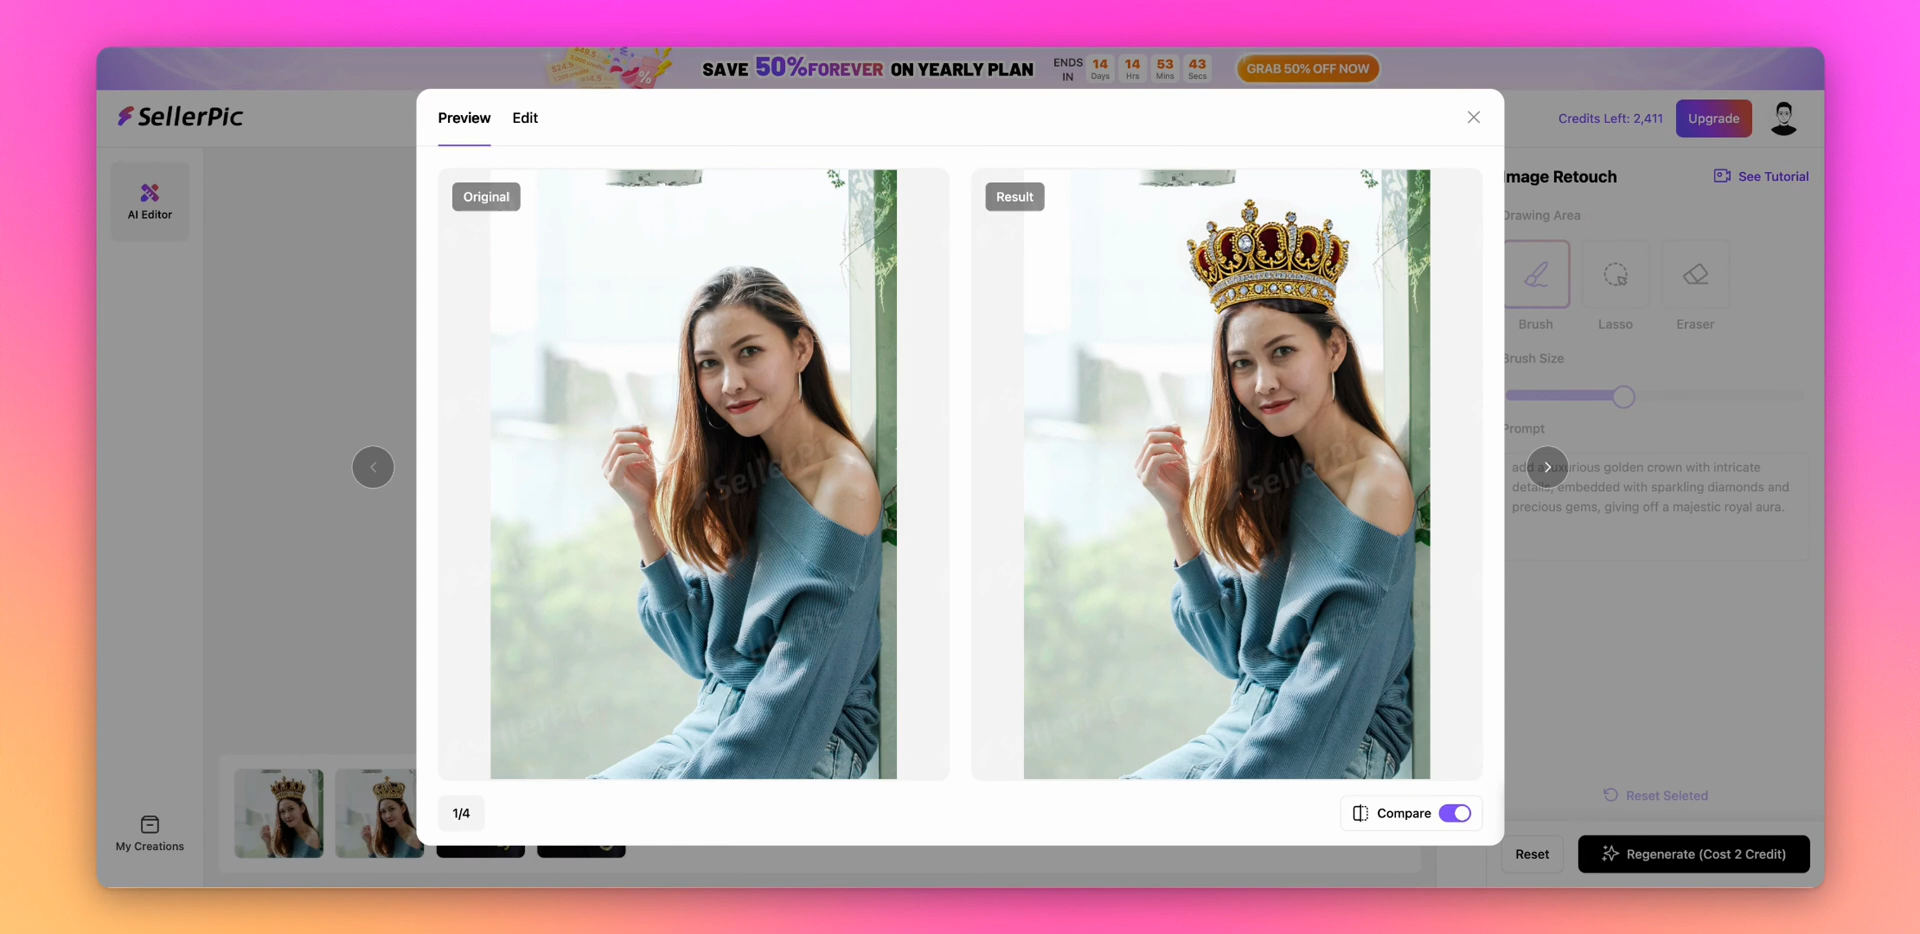 SAVE 50% FOREVER ON YEARLY PLAN
ENDS IN
14 Days
14 Hrs
53 Mins
43 Secs
GRAB 50% OFF NOW
SellerPic
Preview
Edit
Credits Left: 2,411
Upgrade
AI Editor
Original
Result
mage Retouch
See Tutorial
Drawing Area
Brush
Lasso
Eraser
Brush Size
Prompt
add a luxurious golden crown with intricate
details, embedded with sparkling diamonds and
precious gems, giving off a majestic royal aura.
Reset Seleted
My Creations
1/4
Compare
Reset
Regenerate (Cost 2 Credit)